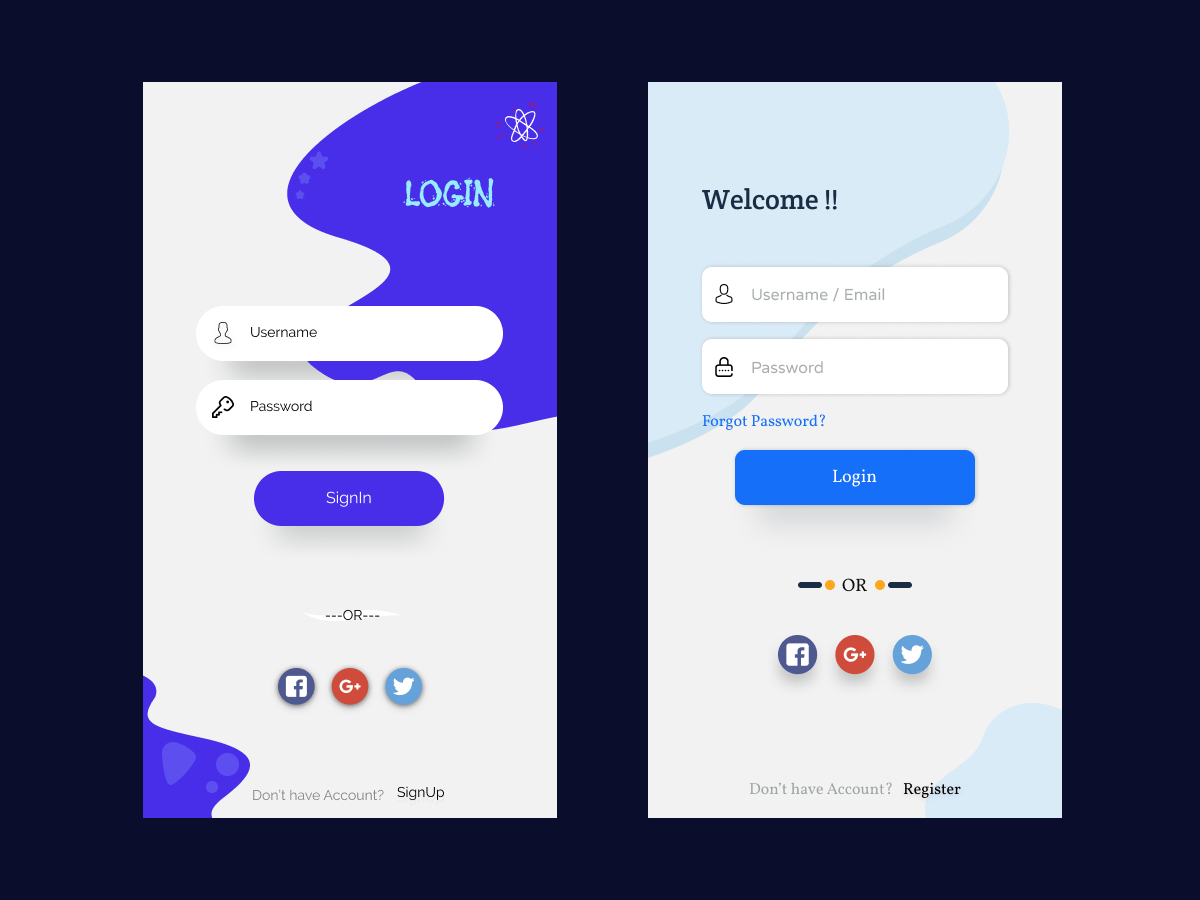 LOGIN
Username
Password
SignIn
---OR---
G+
Don't have Account? SignUp
Welcome !!
Username / Email
Password
Forgot Password?
Login
OR
G+
Don't have Account? Register